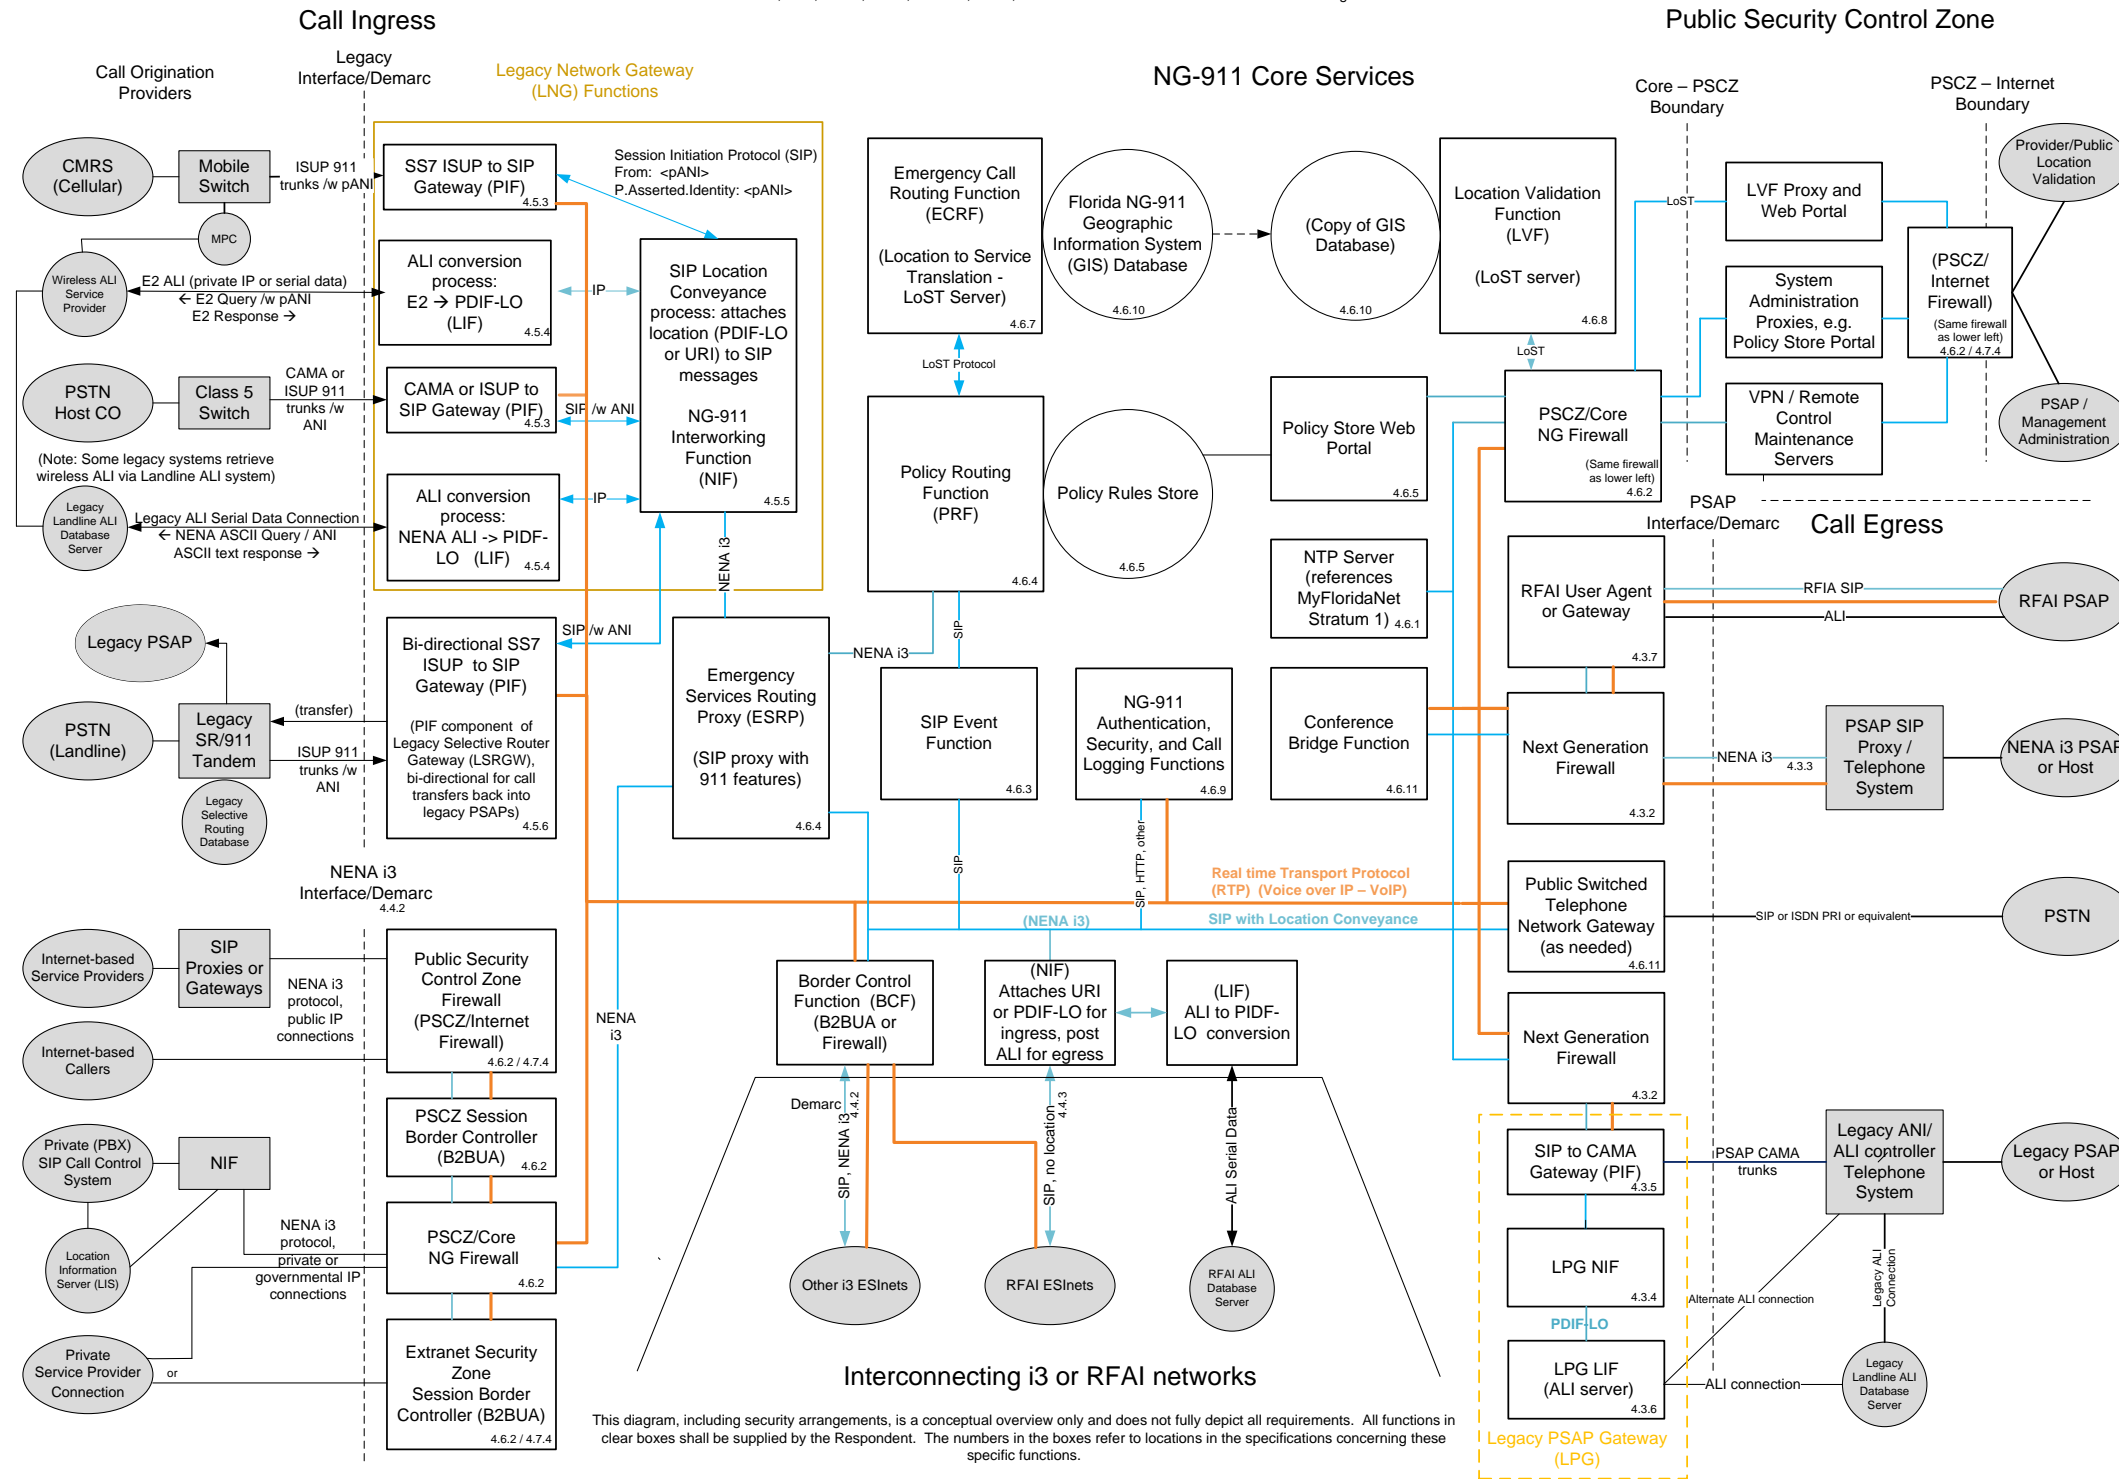 Call Ingress
Public Security Control Zone
NG-911 Core Services
Call Origination
Providers
Legacy
Interface/Demarc
Legacy Network Gateway
(LNG) Functions
Core – PSCZ
Boundary
PSCZ – Internet
Boundary
CMRS
(Cellular)
Mobile
Switch
ISUP 911
trunks /w pANI
MPC
Wireless ALI
Service
Provider
E2 ALI (private IP or serial data)
← E2 Query /w pANI
E2 Response →
PSTN
Host CO
Class 5
Switch
CAMA or
ISUP 911
trunks /w
ANI
(Note: Some legacy systems retrieve
wireless ALI via Landline ALI system)
Legacy
Landline ALI
Database
Server
Legacy ALI Serial Data Connection
← NENA ASCII Query / ANI
ASCII text response →
Legacy PSAP
PSTN
(Landline)
Legacy
SR/911
Tandem
(transfer)
ISUP 911
trunks /w
ANI
Legacy
Selective
Routing
Database
NENA i3
Interface/Demarc
4.4.2
Internet-based
Service Providers
SIP
Proxies or
Gateways
NENA i3
protocol,
public IP
connections
Internet-based
Callers
Private (PBX)
SIP Call Control
System
NIF
Location
Information
Server (LIS)
NENA i3
protocol,
private or
governmental IP
connections
Private
Service Provider
Connection
or
SS7 ISUP to SIP
Gateway (PIF)
4.5.3
Session Initiation Protocol (SIP)
From: <pANI>
P.Asserted.Identity: <pANI>
ALI conversion
process:
E2 → PDIF-LO
(LIF)
4.5.4
IP
CAMA or ISUP to
SIP Gateway (PIF)
4.5.3
SIP /w ANI
ALI conversion
process:
NENA ALI -> PIDF-
LO (LIF)
4.5.4
IP
SIP Location
Conveyance
process: attaches
location (PDIF-LO
or URI) to SIP
messages
NG-911
Interworking
Function
(NIF)
4.5.5
NENA i3
Bi-directional SS7
ISUP to SIP
Gateway (PIF)
(PIF component of
Legacy Selective Router
Gateway (LSRGW),
bi-directional for call
transfers back into
legacy PSAPs)
4.5.6
SIP /w ANI
Emergency
Services Routing
Proxy (ESRP)
(SIP proxy with
911 features)
4.6.4
NENA i3
NENA
i3
Public Security
Control Zone
Firewall
(PSCZ/Internet
Firewall)
4.6.2 / 4.7.4
PSCZ Session
Border Controller
(B2BUA)
4.6.2
PSCZ/Core
NG Firewall
4.6.2
Extranet Security
Zone
Session Border
Controller (B2BUA)
4.6.2 / 4.7.4
Emergency Call
Routing Function
(ECRF)
(Location to Service
Translation -
LoST Server)
4.6.7
Florida NG-911
Geographic
Information System
(GIS) Database
4.6.10
(Copy of GIS
Database)
4.6.10
Location Validation
Function
(LVF)
(LoST server)
4.6.8
LoST Protocol
LoST
Policy Routing
Function
(PRF)
4.6.4
Policy Rules Store
4.6.5
Policy Store Web
Portal
4.6.5
PSCZ/Core
NG Firewall
(Same firewall
as lower left)
4.6.2
NTP Server
(references
MyFloridaNet
Stratum 1)
4.6.1
SIP
SIP Event
Function
4.6.3
SIP
NG-911
Authentication,
Security, and Call
Logging Functions
4.6.9
SIP, HTTP, other
Conference
Bridge Function
4.6.11
Real time Transport Protocol
(RTP) (Voice over IP – VoIP)
(NENA i3)
SIP with Location Conveyance
LoST
LVF Proxy and
Web Portal
System
Administration
Proxies, e.g.
Policy Store Portal
VPN / Remote
Control
Maintenance
Servers
(PSCZ/
Internet
Firewall)
(Same firewall
as lower left)
4.6.2 / 4.7.4
Provider/Public
Location
Validation
PSAP /
Management
Administration
PSAP
Interface/Demarc
Call Egress
RFAI User Agent
or Gateway
4.3.7
RFIA SIP
ALI
RFAI PSAP
Next Generation
Firewall
4.3.2
NENA i3
4.3.3
PSAP SIP
Proxy /
Telephone
System
NENA i3 PSAP
or Host
Public Switched
Telephone
Network Gateway
(as needed)
4.6.11
SIP or ISDN PRI or equivalent
PSTN
Next Generation
Firewall
4.3.2
SIP to CAMA
Gateway (PIF)
4.3.5
PSAP CAMA
trunks
Legacy ANI/
ALI controller
Telephone
System
Legacy PSAP
or Host
LPG NIF
4.3.4
PDIF-LO
LPG LIF
(ALI server)
4.3.6
Alternate ALI connection
ALI connection
Legacy ALI
Connection
Legacy
Landline ALI
Database
Server
Legacy PSAP Gateway
(LPG)
Border Control
Function (BCF)
(B2BUA or
Firewall)
(NIF)
Attaches URI
or PDIF-LO for
ingress, post
ALI for egress
(LIF)
ALI to PIDF-
LO conversion
Demarc
SIP, NENA i3
4.4.2
SIP, no location
4.4.3
ALI Serial Data
Other i3 ESInets
RFAI ESInets
RFAI ALI
Database
Server
Interconnecting i3 or RFAI networks
This diagram, including security arrangements, is a conceptual overview only and does not fully depict all requirements. All functions in
clear boxes shall be supplied by the Respondent. The numbers in the boxes refer to locations in the specifications concerning these
specific functions.